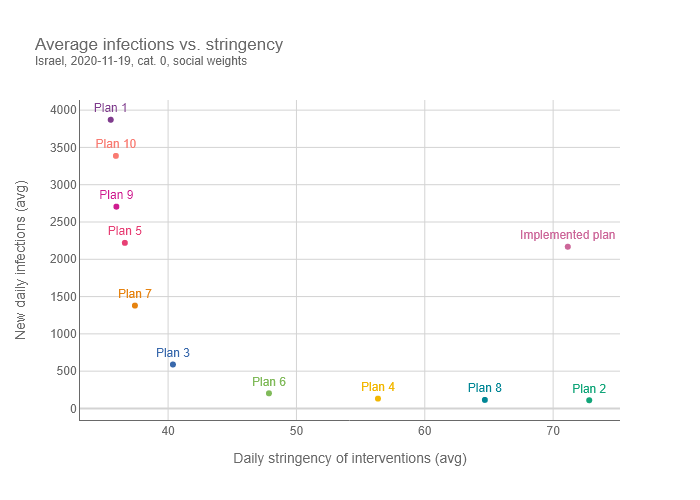 Average infections vs. stringency
Israel, 2020-11-19, cat. 0, social weights
New daily infections (avg)
4000
3500
3000
2500
2000
1500
1000
500
0
Plan 1
Plan 10
Plan 9
Plan 5
Implemented plan
Plan 7
Plan 3
Plan 6
Plan 4
Plan 8
Plan 2
40
50
60
70
Daily stringency of interventions (avg)